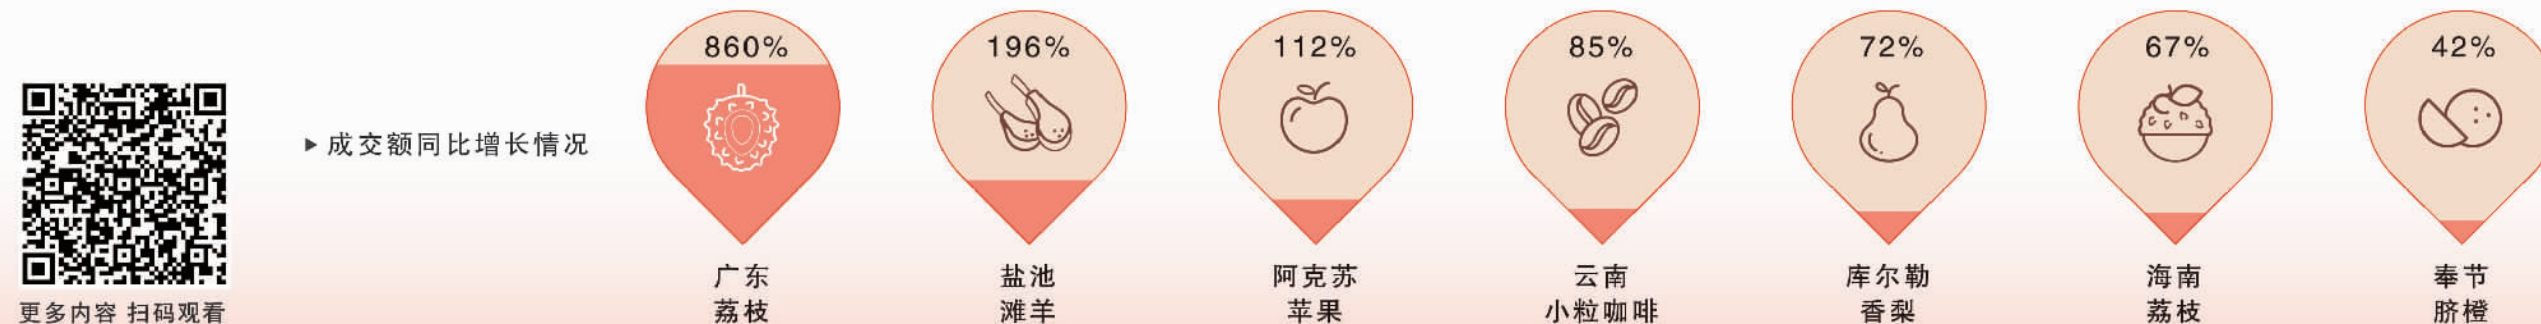 更多内容 扫码观看
▶成交额同比增长情况
860%
广东
荔枝
196%
盐池
滩羊
112%
阿克苏
苹果
85%
云南
小粒咖啡
72%
库尔勒
香梨
67%
海南
荔枝
42%
奉节
脐橙